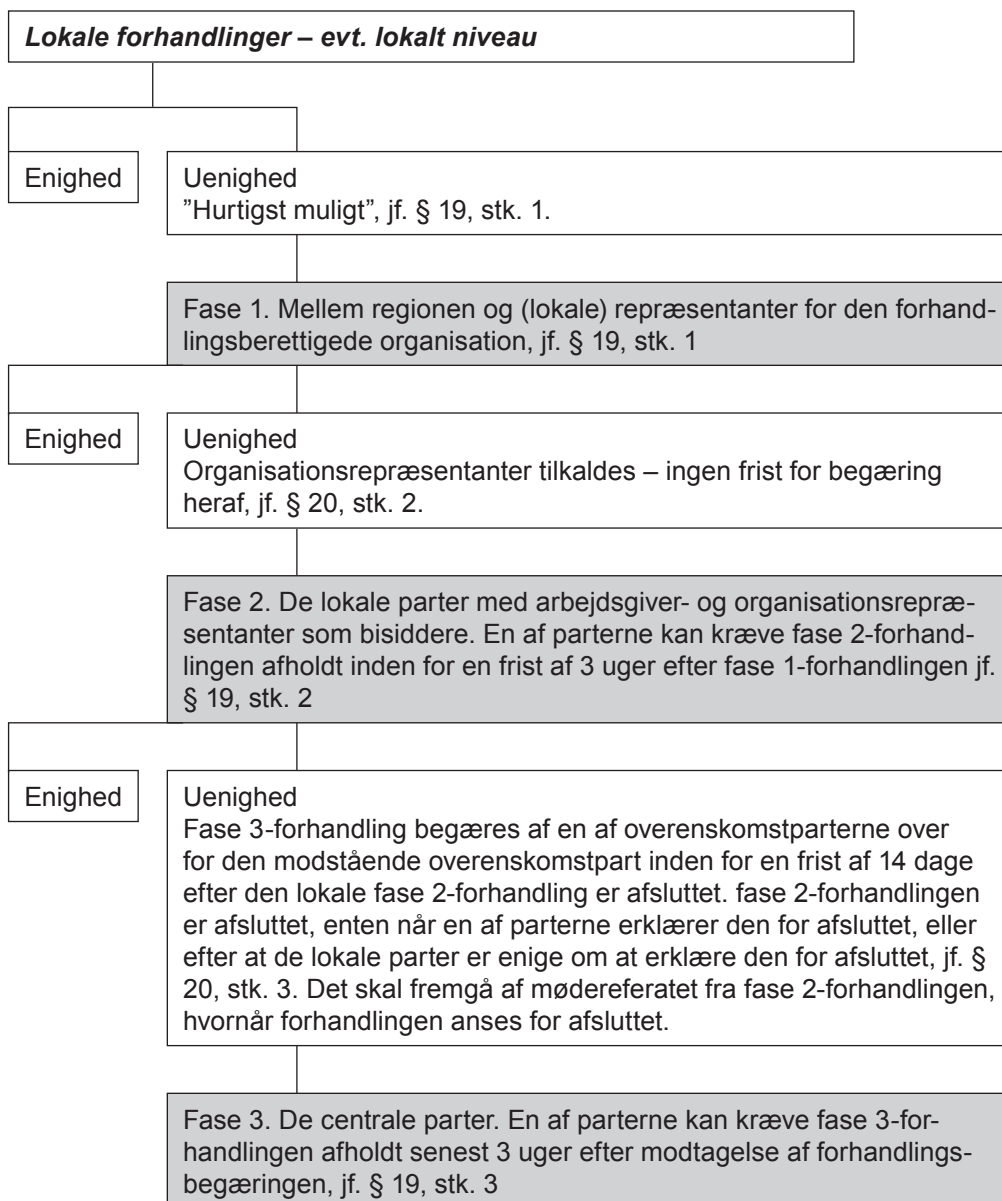 Lokale forhandlinger – evt. lokalt niveau
Enighed
Uenighed
”Hurtigst muligt”, jf. § 19, stk. 1.
Fase 1. Mellem regionen og (lokale) repræsentanter for den forhand-
lingsberettigede organisation, jf. § 19, stk. 1
Enighed
Uenighed
Organisationsrepræsentanter tilkaldes – ingen frist for begæring
heraf, jf. § 20, stk. 2.
Fase 2. De lokale parter med arbejdsgiver- og organisationsrepræ-
sentanter som bisiddere. En af parterne kan kræve fase 2-forhand-
lingen afholdt inden for en frist af 3 uger efter fase 1-forhandlingen jf.
§ 19, stk. 2
Enighed
Uenighed
Fase 3-forhandling begæres af en af overenskomstparterne over
for den modstående overenskomstpart inden for en frist af 14 dage
efter den lokale fase 2-forhandling er afsluttet. fase 2-forhandlingen
er afsluttet, enten når en af parterne erklærer den for afsluttet, eller
efter at de lokale parter er enige om at erklære den for afsluttet, jf. §
20, stk. 3. Det skal fremgå af mødereferatet fra fase 2-forhandlingen,
hvornår forhandlingen anses for afsluttet.
Fase 3. De centrale parter. En af parterne kan kræve fase 3-for-
handlingen afholdt senest 3 uger efter modtagelse af forhandlings-
begæringen, jf. § 19, stk. 3